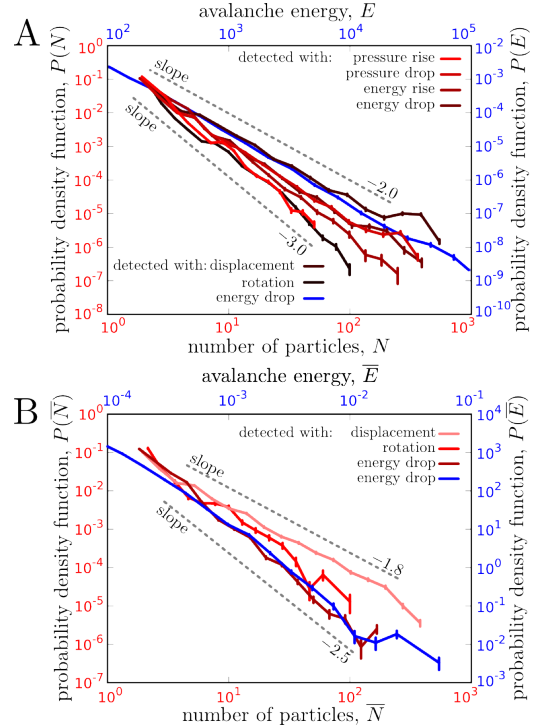 A
avalanche energy, E
10^2 10^3 10^4 10^5
probability density function, P(N)
10^0
10^-1
10^-2
10^-3
10^-4
10^-5
10^-6
10^-7
10^-8
detected with: pressure rise
pressure drop
energy rise
energy drop
slope
slope
−2.0
−3.0
detected with: displacement
rotation
energy drop
10^-2
10^-3
10^-4
10^-5
10^-6
10^-7
10^-8
10^-9
10^-10
probability density function, P(E)
10^0 10^1 10^2 10^3
number of particles, N
B
avalanche energy, E̅
10^-4 10^-3 10^-2 10^-1
probability density function, P(N̅)
10^0
10^-1
10^-2
10^-3
10^-4
10^-5
10^-6
10^-7
detected with: displacement
rotation
energy drop
energy drop
slope
slope
−1.8
−2.5
10^4
10^3
10^2
10^1
10^0
10^-1
10^-2
10^-3
probability density function, P(E̅)
10^0 10^1 10^2 10^3
number of particles, N̅